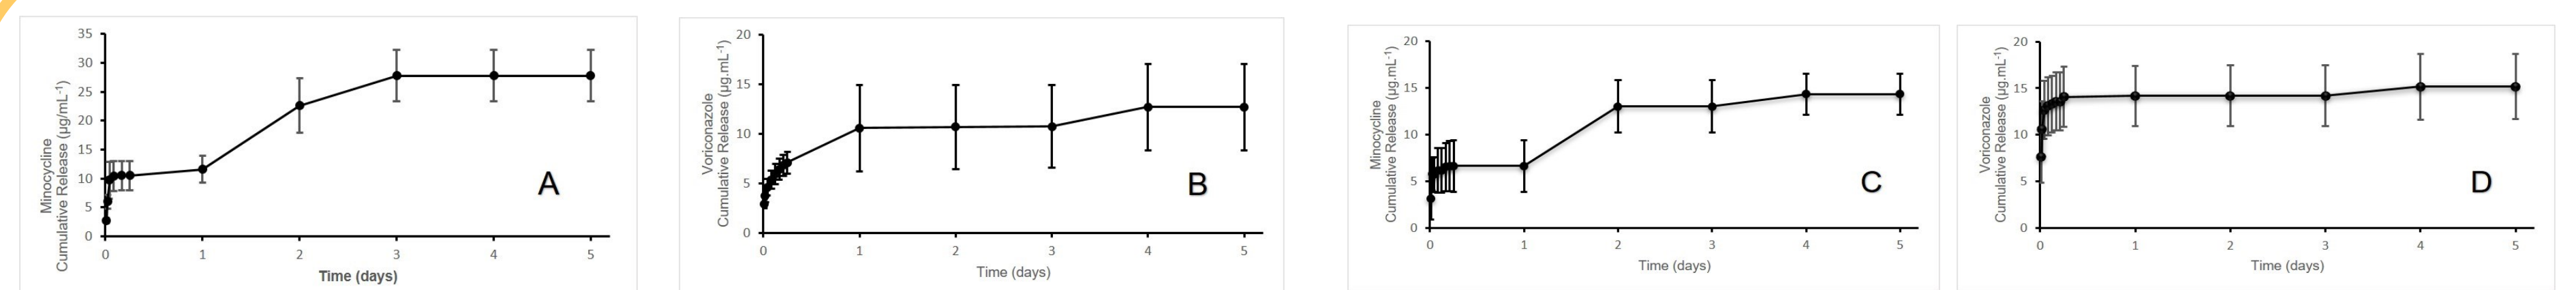 Minocycline
Cumulative Release (µg/mL⁻¹)
35
30
25
20
15
10
5
0
0 1 2 3 4 5
Time (days)
A
Voriconazole
Cumulative Release (µg.mL⁻¹)
20
15
10
5
0
0 1 2 3 4 5
Time (days)
B
Minocycline
Cumulative Release (µg.mL⁻¹)
20
15
10
5
0
0 1 2 3 4 5
Time (days)
C
Voriconazole
Cumulative Release (µg.mL⁻¹)
20
15
10
5
0
0 1 2 3 4 5
Time (days)
D